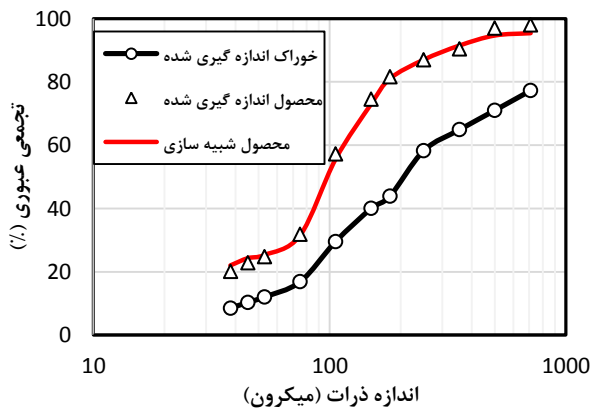 100
80
60
40
20
0
تجمعی عبوری (%)
خوراک اندازه گیری شده
محصول اندازه گیری شده
محصول شبیه سازی
10
100
1000
اندازه ذرات (میکرون)